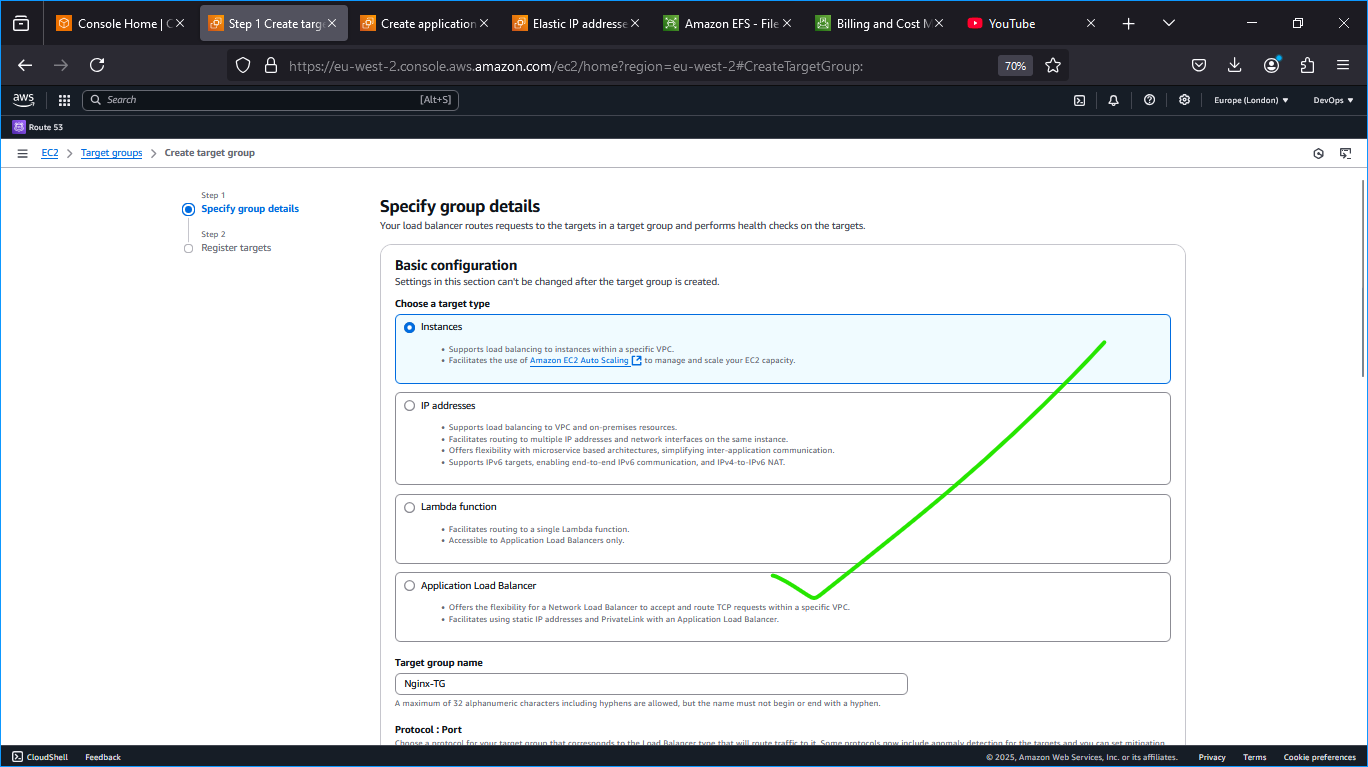 Console Home | C
Step 1 Create targ
Create application
Elastic IP addresse
Amazon EFS - File
Billing and Cost M
YouTube
https://eu-west-2.console.aws.amazon.com/ec2/home?region=eu-west-2#CreateTargetGroup:
70%
aws
Search
[Alt+S]
Europe (London)
DevOps
Route 53
EC2
Target groups
Create target group
Step 1
Specify group details
Step 2
Register targets
Specify group details
Your load balancer routes requests to the targets in a target group and performs health checks on the targets.
Basic configuration
Settings in this section can't be changed after the target group is created.
Choose a target type
Instances
• Supports load balancing to instances within a specific VPC.
• Facilitates the use of Amazon EC2 Auto Scaling to manage and scale your EC2 capacity.
IP addresses
• Supports load balancing to VPC and on-premises resources.
• Facilitates routing to multiple IP addresses and network interfaces on the same instance.
• Offers flexibility with microservice based architectures, simplifying inter-application communication.
• Supports IPv6 targets, enabling end-to-end IPv6 communication, and IPv4-to-IPv6 NAT.
Lambda function
• Facilitates routing to a single Lambda function.
• Accessible to Application Load Balancers only.
Application Load Balancer
• Offers the flexibility for a Network Load Balancer to accept and route TCP requests within a specific VPC.
• Facilitates using static IP addresses and PrivateLink with an Application Load Balancer.
Target group name
Nginx-TG
A maximum of 32 alphanumeric characters including hyphens are allowed, but the name must not begin or end with a hyphen.
Protocol : Port
Choose a protocol for your target group that corresponds to the Load Balancer type that will route traffic to it. Some protocols now include anomaly detection for the targets and you can set mitigation
CloudShell
Feedback
© 2025, Amazon Web Services, Inc. or its affiliates.
Privacy
Terms
Cookie preferences